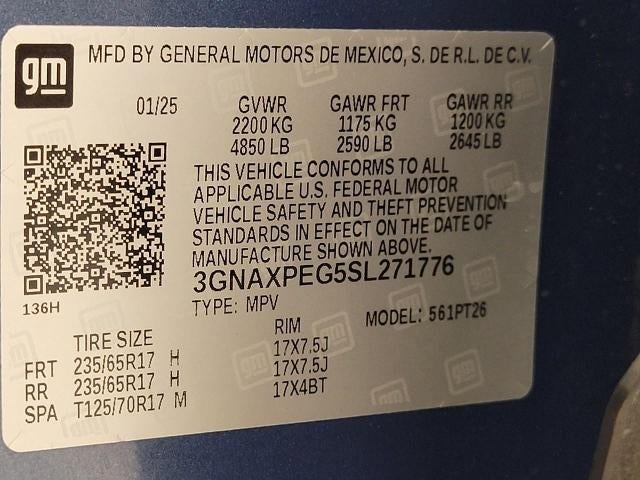 gm
MFD BY GENERAL MOTORS DE MEXICO, S. DE R.L. DE C.V.
01/25 GVWR GAWR FRT GAWR RR
2200 KG 1175 KG 1200 KG
4850 LB 2590 LB 2645 LB
THIS VEHICLE CONFORMS TO ALL
APPLICABLE U.S. FEDERAL MOTOR
VEHICLE SAFETY AND THEFT PREVENTION
STANDARDS IN EFFECT ON THE DATE OF
MANUFACTURE SHOWN ABOVE.
3GNAXPEG5SL271776
136H
TYPE: MPV MODEL: 561PT26
TIRE SIZE RIM
FRT 235/65R17 H 17X7.5J
RR 235/65R17 H 17X7.5J
SPA T125/70R17 M 17X4BT